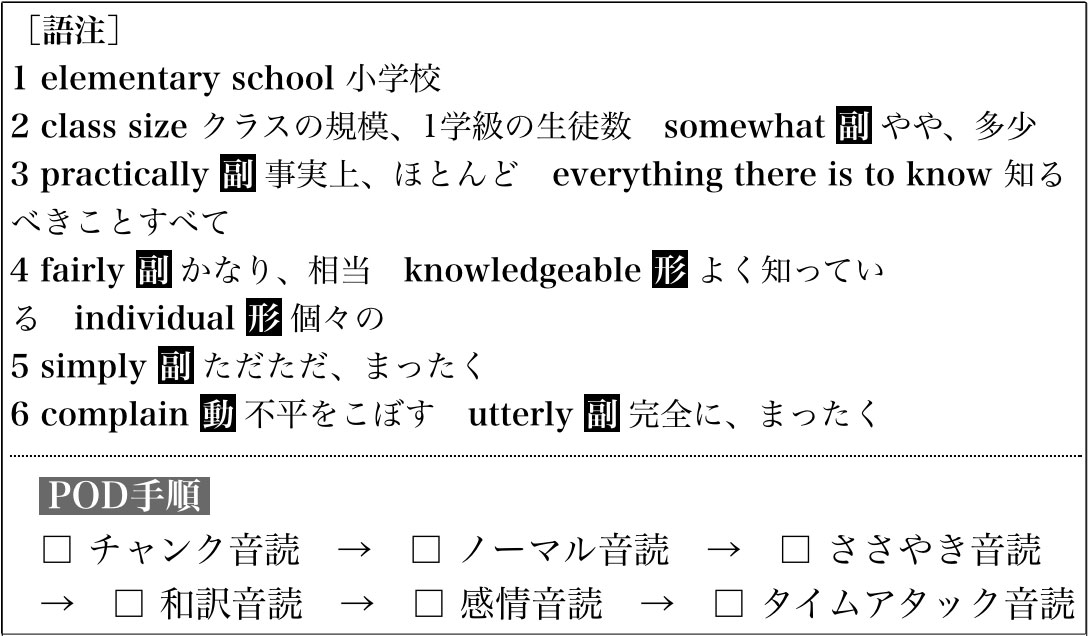 ［語注］
1 elementary school 小学校
2 class size クラスの規模、1学級の生徒数　somewhat 副 やや、多少
3 practically 副 事実上、ほとんど　everything there is to know 知る
べきことすべて
4 fairly 副 かなり、相当　knowledgeable 形 よく知ってい
る　individual 形 個々の
5 simply 副 ただただ、まったく
6 complain 動 不平をこぼす　utterly 副 完全に、まったく
POD手順
□ チャンク音読　→　□ ノーマル音読　→　□ ささやき音読
→　□ 和訳音読　→　□ 感情音読　→　□ タイムアタック音読